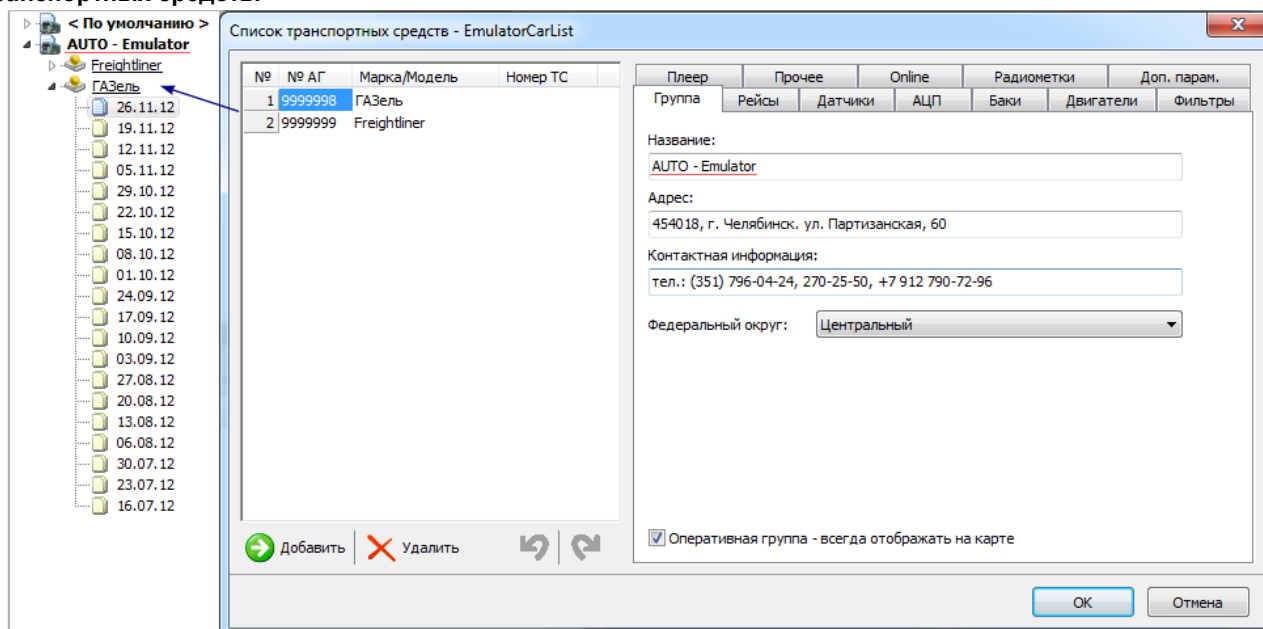 транспортных средств.
< По умолчанию >
AUTO - Emulator
Freightliner
ГАЗель
26.11.12
19.11.12
12.11.12
05.11.12
29.10.12
22.10.12
15.10.12
08.10.12
01.10.12
24.09.12
17.09.12
10.09.12
03.09.12
27.08.12
20.08.12
13.08.12
06.08.12
30.07.12
23.07.12
16.07.12
Список транспортных средств - EmulatorCarList
№ № АГ Марка/Модель Номер ТС
1 9999998 ГАЗель
2 9999999 Freightliner
Добавить Удалить
Плеер Прочее Online Радиометки Доп. парам.
Группа Рейсы Датчики АЦП Баки Двигатели Фильтры
Название:
AUTO - Emulator
Адрес:
454018, г. Челябинск. ул. Партизанская, 60
Контактная информация:
тел.: (351) 796-04-24, 270-25-50, +7 912 790-72-96
Федеральный округ: Центральный
Оперативная группа - всегда отображать на карте
OK Отмена